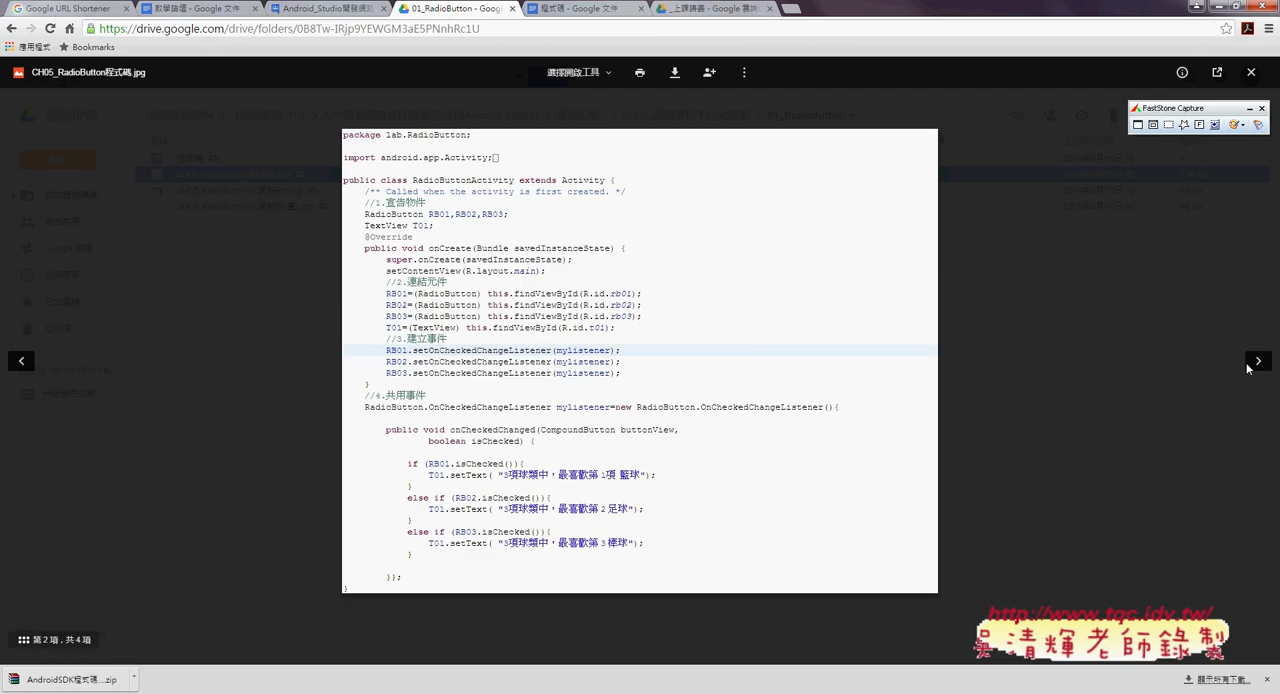 Google URL Shortener
教學論壇 - Google 文件
Android_Studio開發環境
01_RadioButton - Googl
程式碼 - Google 文件
_上課講義 - Google 雲端
https://drive.google.com/drive/folders/0B8Tw-IRjp9YEWGM3aE5PNnhRc1U
應用程式
Bookmarks
CH05_RadioButton程式碼.jpg
選擇開啟工具
FastStone Capture
package lab.RadioButton;
import android.app.Activity;
public class RadioButtonActivity extends Activity {
/** Called when the activity is first created. */
//1.宣告物件
RadioButton RB01,RB02,RB03;
TextView T01;
@Override
public void onCreate(Bundle savedInstanceState) {
super.onCreate(savedInstanceState);
setContentView(R.layout.main);
//2.連結元件
RB01=(RadioButton) this.findViewById(R.id.rb01);
RB02=(RadioButton) this.findViewById(R.id.rb02);
RB03=(RadioButton) this.findViewById(R.id.rb03);
T01=(TextView) this.findViewById(R.id.t01);
//3.建立事件
RB01.setOnCheckedChangeListener(mylistener);
RB02.setOnCheckedChangeListener(mylistener);
RB03.setOnCheckedChangeListener(mylistener);
}
//4.共用事件
RadioButton.OnCheckedChangeListener mylistener=new RadioButton.OnCheckedChangeListener(){
public void onCheckedChanged(CompoundButton buttonView,
boolean isChecked) {
if (RB01.isChecked()){
T01.setText( "3項球類中，最喜歡第 1項 籃球");
}
else if (RB02.isChecked()){
T01.setText( "3項球類中，最喜歡第 2 足球");
}
else if (RB03.isChecked()){
T01.setText( "3項球類中，最喜歡第 3 棒球");
}
}};
}
第 2 項 , 共 4 項
http://www.tqc.idv.tw/
吳清輝老師錄製
AndroidSDK程式碼....zip
顯示所有下載...